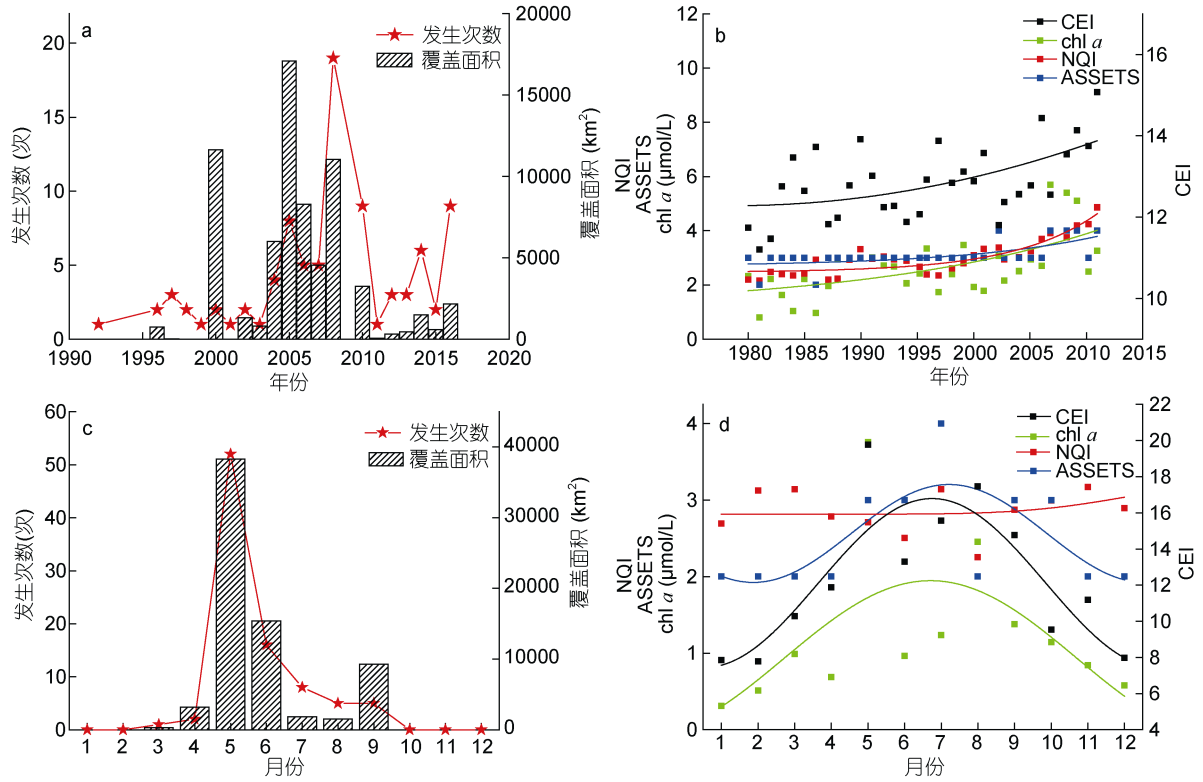 a
发生次数
覆盖面积
20
15
10
5
0
发生次数 (次)
20000
15000
10000
5000
0
覆盖面积 (km²)
1990 1995 2000 2005 2010 2015 2020
年份
b
CEI
chl a
NQI
ASSETS
12
10
8
6
4
2
0
NQI
ASSETS
chl a (μmol/L)
16
14
12
10
CEI
1980 1985 1990 1995 2000 2005 2010 2015
年份
c
发生次数
覆盖面积
60
50
40
30
20
10
0
发生次数(次)
40000
30000
20000
10000
0
覆盖面积 (km²)
1 2 3 4 5 6 7 8 9 10 11 12
月份
d
CEI
chl a
NQI
ASSETS
4
3
2
1
0
NQI
ASSETS
chl a (μmol/L)
22
20
18
16
14
12
10
8
6
4
CEI
1 2 3 4 5 6 7 8 9 10 11 12
月份